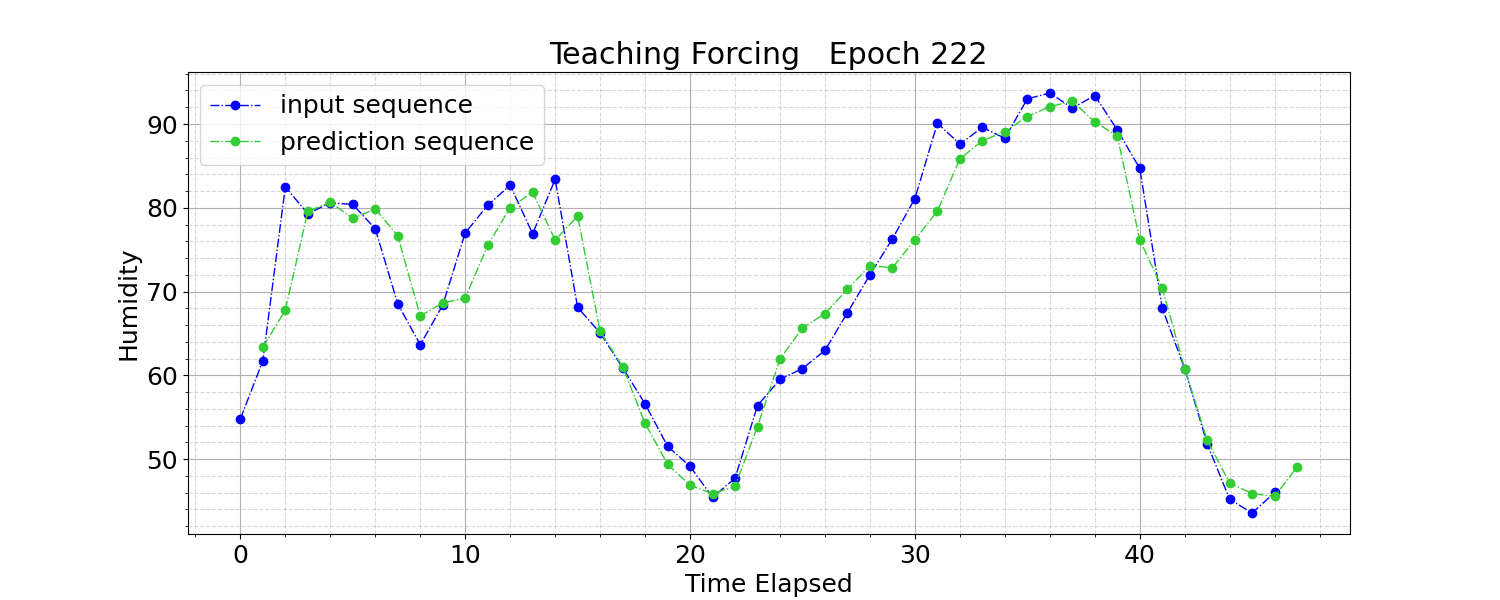 Teaching Forcing   Epoch 222
input sequence
prediction sequence
Humidity
90
80
70
60
50
0 10 20 30 40
Time Elapsed